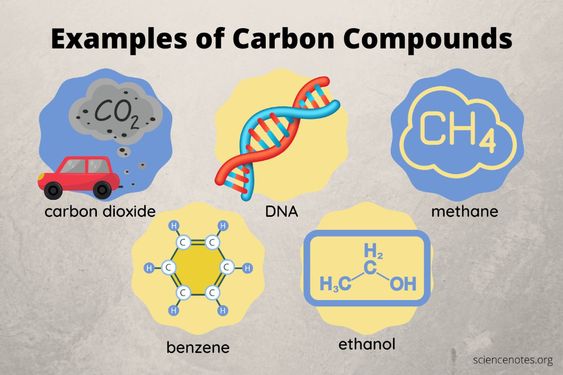 Examples of Carbon Compounds
CO2
CH4
carbon dioxide
DNA
methane
H
H
C
C
H
C
C
H
C
C
H
H
H2
H3C
C
OH
benzene
ethanol
sciencenotes.org